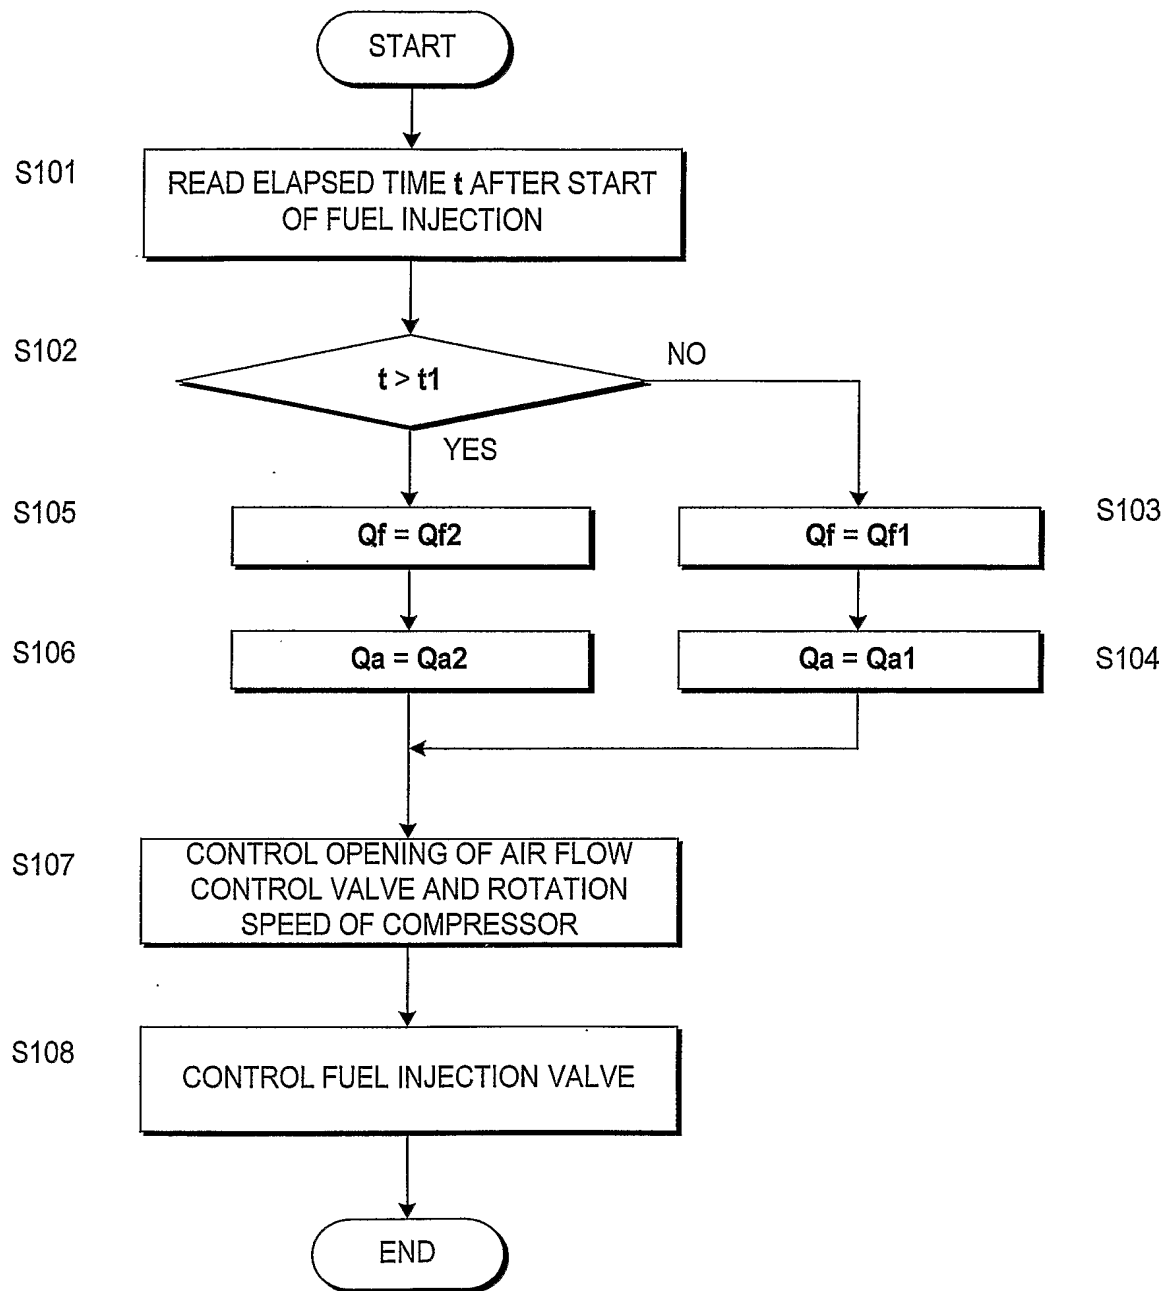 START
S101
READ ELAPSED TIME t AFTER START
OF FUEL INJECTION
S102
t > t1
NO
YES
S105
Qf = Qf2
Qf = Qf1
S103
S106
Qa = Qa2
Qa = Qa1
S104
S107
CONTROL OPENING OF AIR FLOW
CONTROL VALVE AND ROTATION
SPEED OF COMPRESSOR
S108
CONTROL FUEL INJECTION VALVE
END